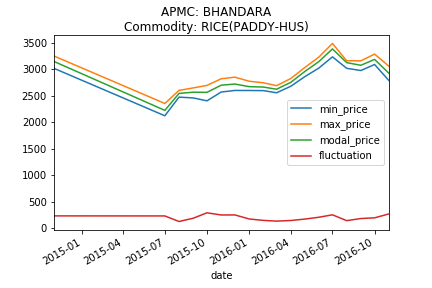 APMC: BHANDARA
Commodity: RICE(PADDY-HUS)
3500
3000
2500
2000
1500
1000
500
0
min_price
max_price
modal_price
fluctuation
2015-01
2015-04
2015-07
2015-10
2016-01
2016-04
2016-07
2016-10
date